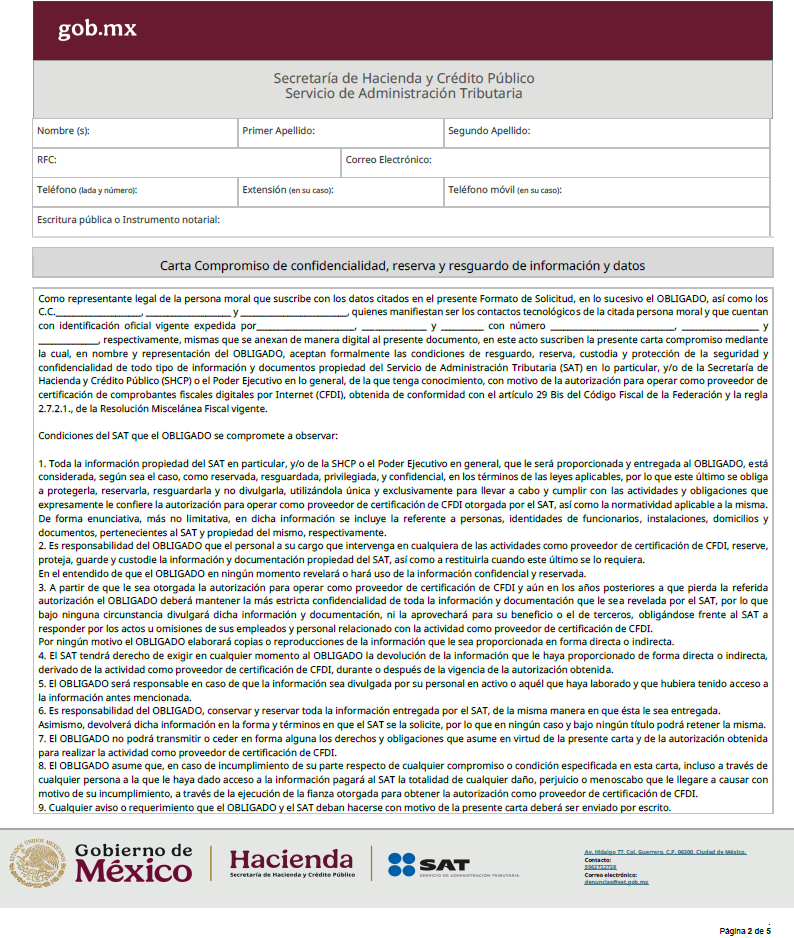 gob.mx
Secretaría de Hacienda y Crédito Público
Servicio de Administración Tributaria
Nombre (s): Primer Apellido: Segundo Apellido:
RFC: Correo Electrónico:
Teléfono (lada y número): Extensión (en su caso): Teléfono móvil (en su caso):
Escritura pública o Instrumento notarial:
Carta Compromiso de confidencialidad, reserva y resguardo de información y datos
Como representante legal de la persona moral que suscribe con los datos citados en el presente Formato de Solicitud, en lo sucesivo el OBLIGADO, así como los
C.C.__________________, __________________ y ______________________, quienes manifiestan ser los contactos tecnológicos de la citada persona moral y que cuentan
con identificación oficial vigente expedida por______________, ______________ y _________ con número __________________________, ________________ y
_____________, respectivamente, mismas que se anexan de manera digital al presente documento, en este acto suscriben la presente carta compromiso mediante
la cual, en nombre y representación del OBLIGADO, aceptan formalmente las condiciones de resguardo, reserva, custodia y protección de la seguridad y
confidencialidad de todo tipo de información y documentos propiedad del Servicio de Administración Tributaria (SAT) en lo particular, y/o de la Secretaría de
Hacienda y Crédito Público (SHCP) o el Poder Ejecutivo en lo general, de la que tenga conocimiento, con motivo de la autorización para operar como proveedor de
certificación de comprobantes fiscales digitales por Internet (CFDI), obtenida de conformidad con el artículo 29 Bis del Código Fiscal de la Federación y la regla
2.7.2.1., de la Resolución Miscelánea Fiscal vigente.
Condiciones del SAT que el OBLIGADO se compromete a observar:
1. Toda la información propiedad del SAT en particular, y/o de la SHCP o el Poder Ejecutivo en general, que le será proporcionada y entregada al OBLIGADO, está
considerada, según sea el caso, como reservada, resguardada, privilegiada, y confidencial, en los términos de las leyes aplicables, por lo que este último se obliga
a protegerla, reservarla, resguardarla y no divulgarla, utilizándola única y exclusivamente para llevar a cabo y cumplir con las actividades y obligaciones que
expresamente le confiere la autorización para operar como proveedor de certificación de CFDI otorgada por el SAT, así como la normatividad aplicable a la misma.
De forma enunciativa, más no limitativa, en dicha información se incluye la referente a personas, identidades de funcionarios, instalaciones, domicilios y
documentos, pertenecientes al SAT y propiedad del mismo, respectivamente.
2. Es responsabilidad del OBLIGADO que el personal a su cargo que intervenga en cualquiera de las actividades como proveedor de certificación de CFDI, reserve,
proteja, guarde y custodie la información y documentación propiedad del SAT, así como a restituirla cuando este último se lo requiera.
En el entendido de que el OBLIGADO en ningún momento revelará o hará uso de la información confidencial y reservada.
3. A partir de que le sea otorgada la autorización para operar como proveedor de certificación de CFDI y aún en los años posteriores a que pierda la referida
autorización el OBLIGADO deberá mantener la más estricta confidencialidad de toda la información y documentación que le sea revelada por el SAT, por lo que
bajo ninguna circunstancia divulgará dicha información y documentación, ni la aprovechará para su beneficio o el de terceros, obligándose frente al SAT a
responder por los actos u omisiones de sus empleados y personal relacionado con la actividad como proveedor de certificación de CFDI.
Por ningún motivo el OBLIGADO elaborará copias o reproducciones de la información que le sea proporcionada en forma directa o indirecta.
4. El SAT tendrá derecho de exigir en cualquier momento al OBLIGADO la devolución de la información que le haya proporcionado de forma directa o indirecta,
derivado de la actividad como proveedor de certificación de CFDI, durante o después de la vigencia de la autorización obtenida.
5. El OBLIGADO será responsable en caso de que la información sea divulgada por su personal en activo o aquél que haya laborado y que hubiera tenido acceso a
la información antes mencionada.
6. Es responsabilidad del OBLIGADO, conservar y reservar toda la información entregada por el SAT, de la misma manera en que ésta le sea entregada.
Asimismo, devolverá dicha información en la forma y términos en que el SAT se la solicite, por lo que en ningún caso y bajo ningún título podrá retener la misma.
7. El OBLIGADO no podrá transmitir o ceder en forma alguna los derechos y obligaciones que asume en virtud de la presente carta y de la autorización obtenida
para realizar la actividad como proveedor de certificación de CFDI.
8. El OBLIGADO asume que, en caso de incumplimiento de su parte respecto de cualquier compromiso o condición especificada en esta carta, incluso a través de
cualquier persona a la que le haya dado acceso a la información pagará al SAT la totalidad de cualquier daño, perjuicio o menoscabo que le llegare a causar con
motivo de su incumplimiento, a través de la ejecución de la fianza otorgada para obtener la autorización como proveedor de certificación de CFDI.
9. Cualquier aviso o requerimiento que el OBLIGADO y el SAT deban hacerse con motivo de la presente carta deberá ser enviado por escrito.
Gobierno de
México
Hacienda
Secretaría de Hacienda y Crédito Público
SAT
SERVICIO DE ADMINISTRACIÓN TRIBUTARIA
Av. Hidalgo 77, Col. Guerrero, C.P. 06300, Ciudad de México.
Contacto:
5562722728
Correo electrónico:
denuncias@sat.gob.mx
Página 2 de 5